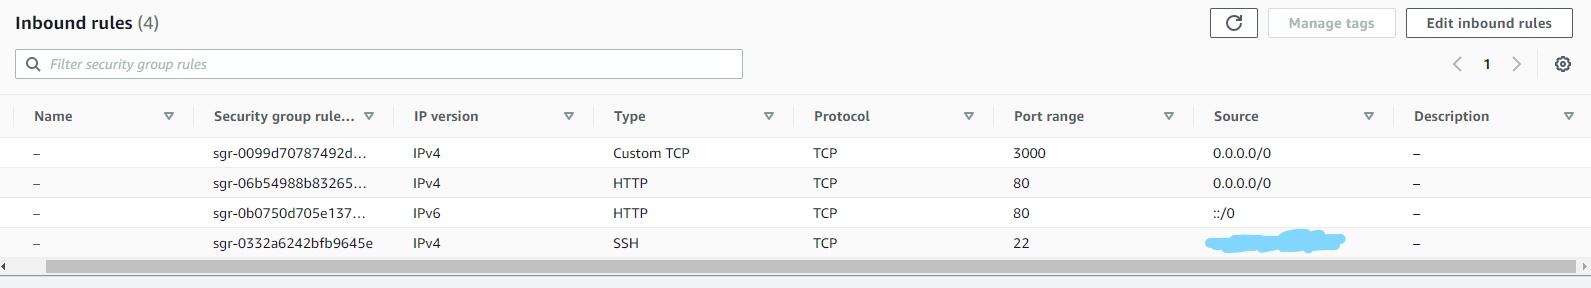 Inbound rules (4) Manage tags Edit inbound rules
Filter security group rules 1
Name Security group rule... IP version Type Protocol Port range Source Description
– sgr-0099d70787492d... IPv4 Custom TCP TCP 3000 0.0.0.0/0 –
– sgr-06b54988b83265... IPv4 HTTP TCP 80 0.0.0.0/0 –
– sgr-0b0750d705e137... IPv6 HTTP TCP 80 ::/0 –
– sgr-0332a6242bfb9645e IPv4 SSH TCP 22 –